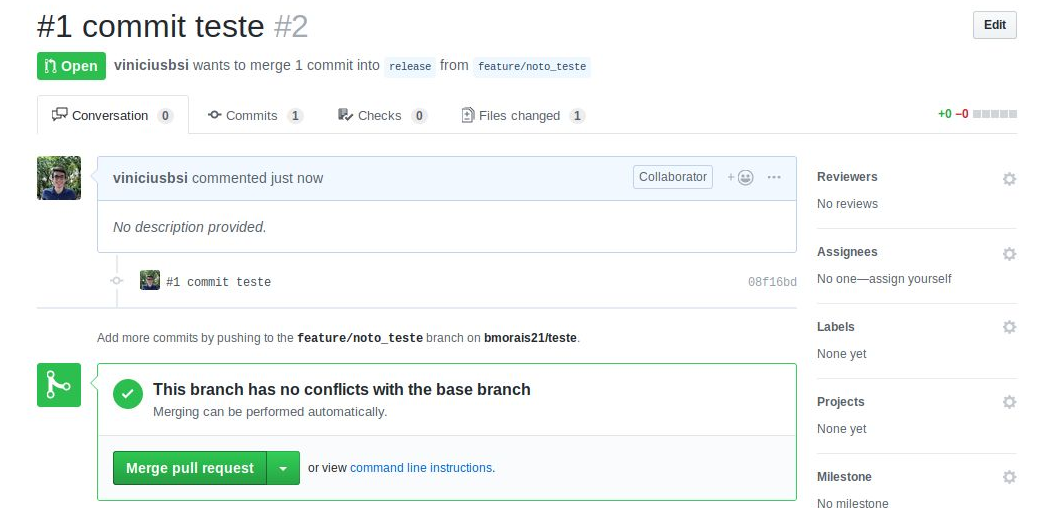 #1 commit teste #2
Edit
Open viniciusbsi wants to merge 1 commit into release from feature/noto_teste
Conversation 0 Commits 1 Checks 0 Files changed 1
+0 −0
viniciusbsi commented just now
Collaborator
No description provided.
#1 commit teste 08f16bd
Add more commits by pushing to the feature/noto_teste branch on bmorais21/teste.
This branch has no conflicts with the base branch
Merging can be performed automatically.
Merge pull request or view command line instructions.
Reviewers
No reviews
Assignees
No one—assign yourself
Labels
None yet
Projects
None yet
Milestone
No milestone